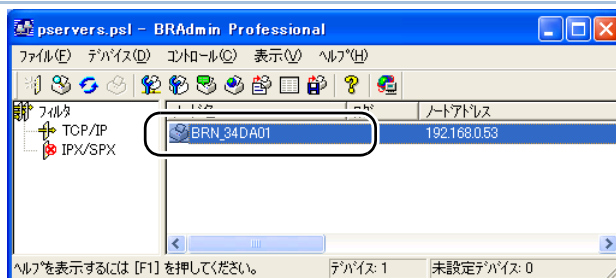 pservers.psl - BRAdmin Professional
ファイル(F) デバイス(D) コントロール(C) 表示(V) ヘルプ(H)
フィルタ
ノードアドレス
TCP/IP
BRN_34DA01 192.168.0.53
IPX/SPX
ヘルプを表示するには [F1] を押してください。 デバイス: 1 未設定デバイス: 0